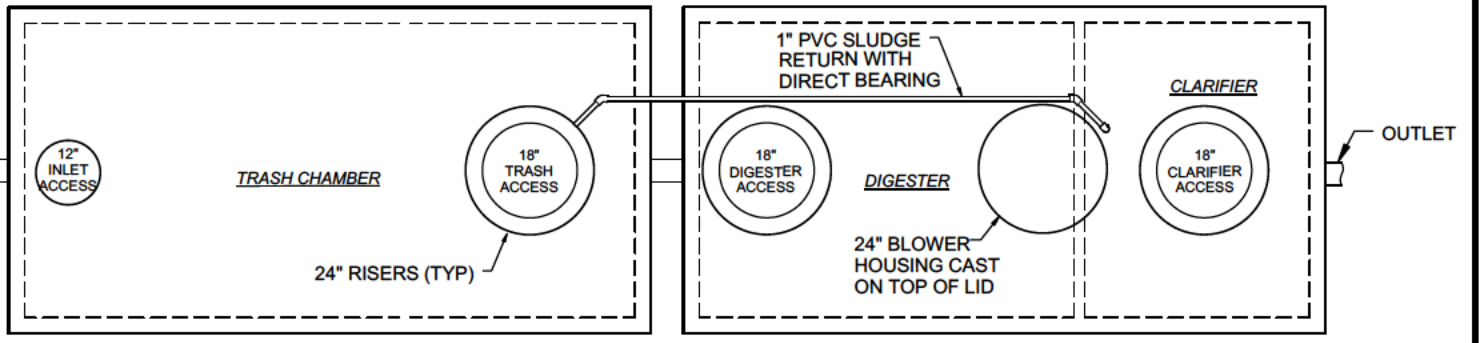 12"
INLET
ACCESS
TRASH CHAMBER
18"
TRASH
ACCESS
24" RISERS (TYP)
1" PVC SLUDGE
RETURN WITH
DIRECT BEARING
18"
DIGESTER
ACCESS
DIGESTER
24" BLOWER
HOUSING CAST
ON TOP OF LID
CLARIFIER
18"
CLARIFIER
ACCESS
OUTLET